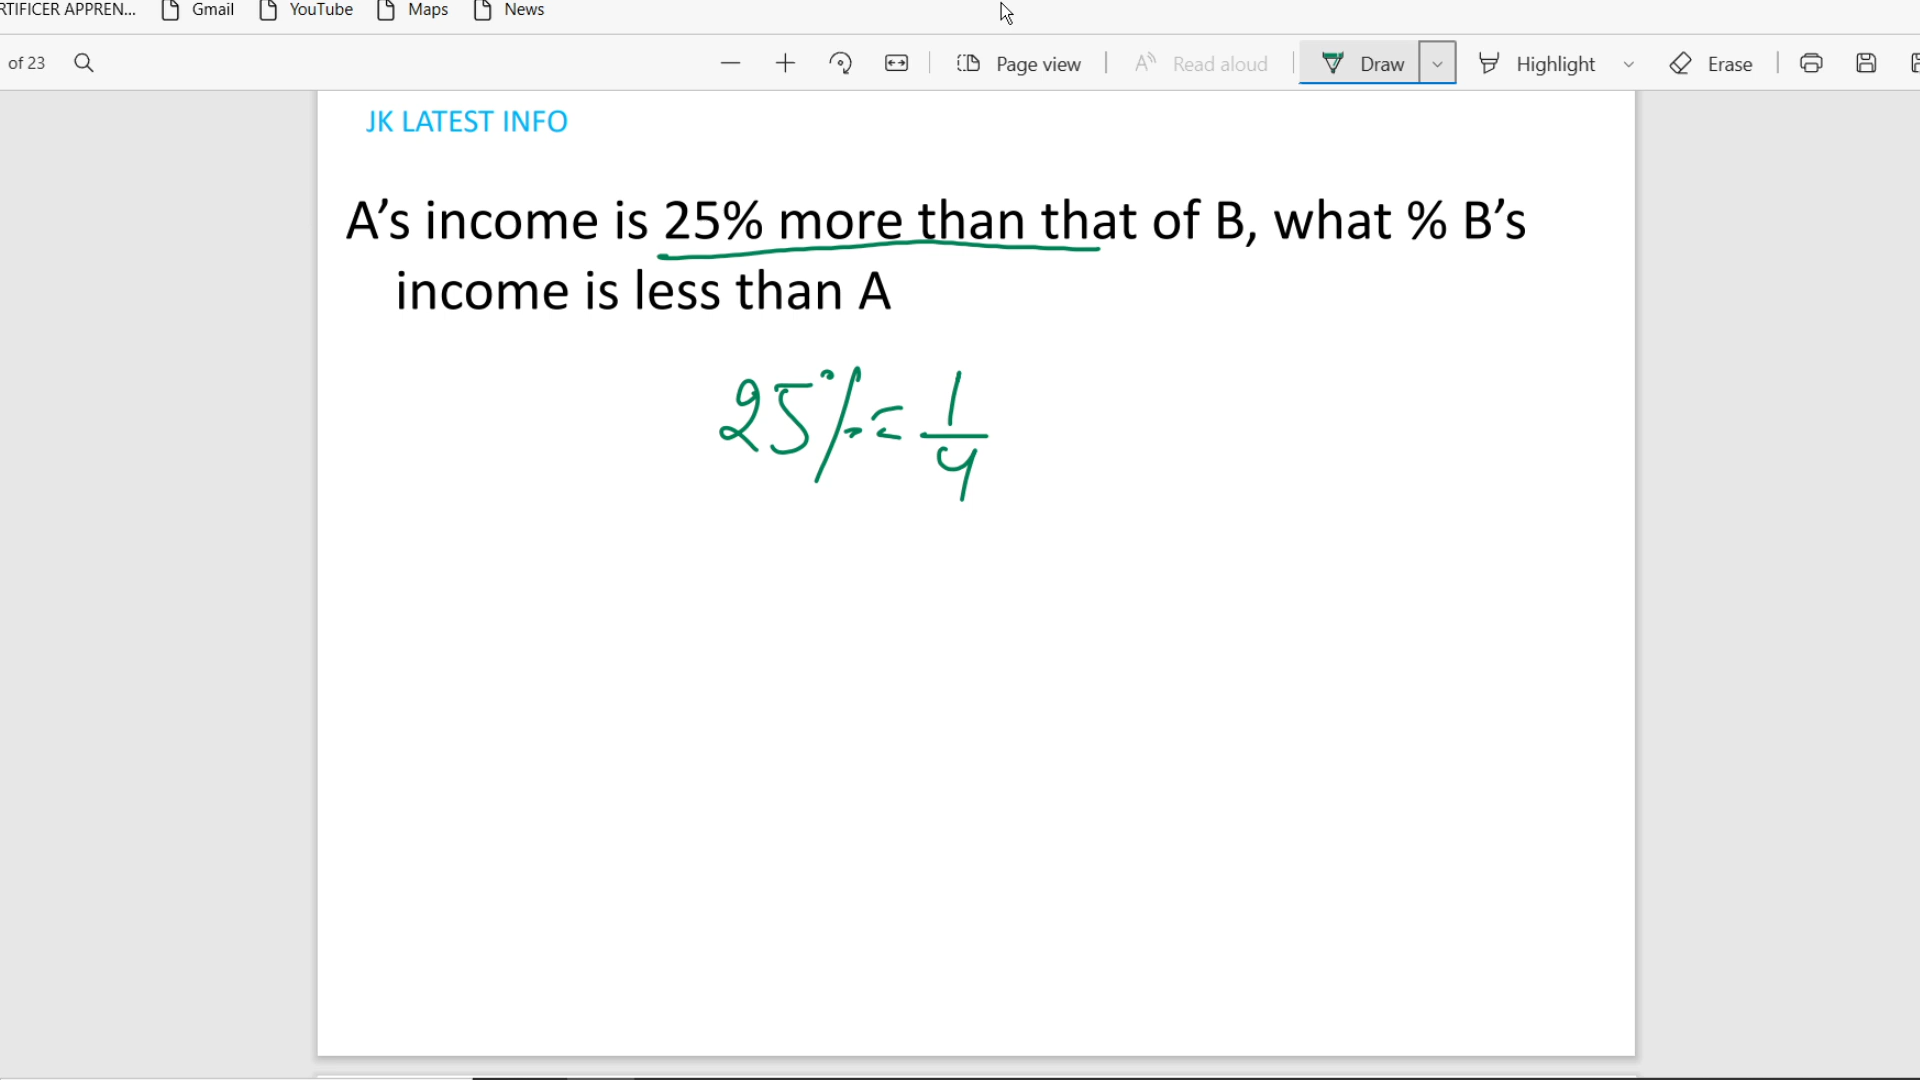 RTIFICER APPREN... Gmail YouTube Maps News
of 23 Page view Read aloud Draw Highlight Erase
JK LATEST INFO
A’s income is 25% more than that of B, what % B’s
income is less than A
25% = 1/4